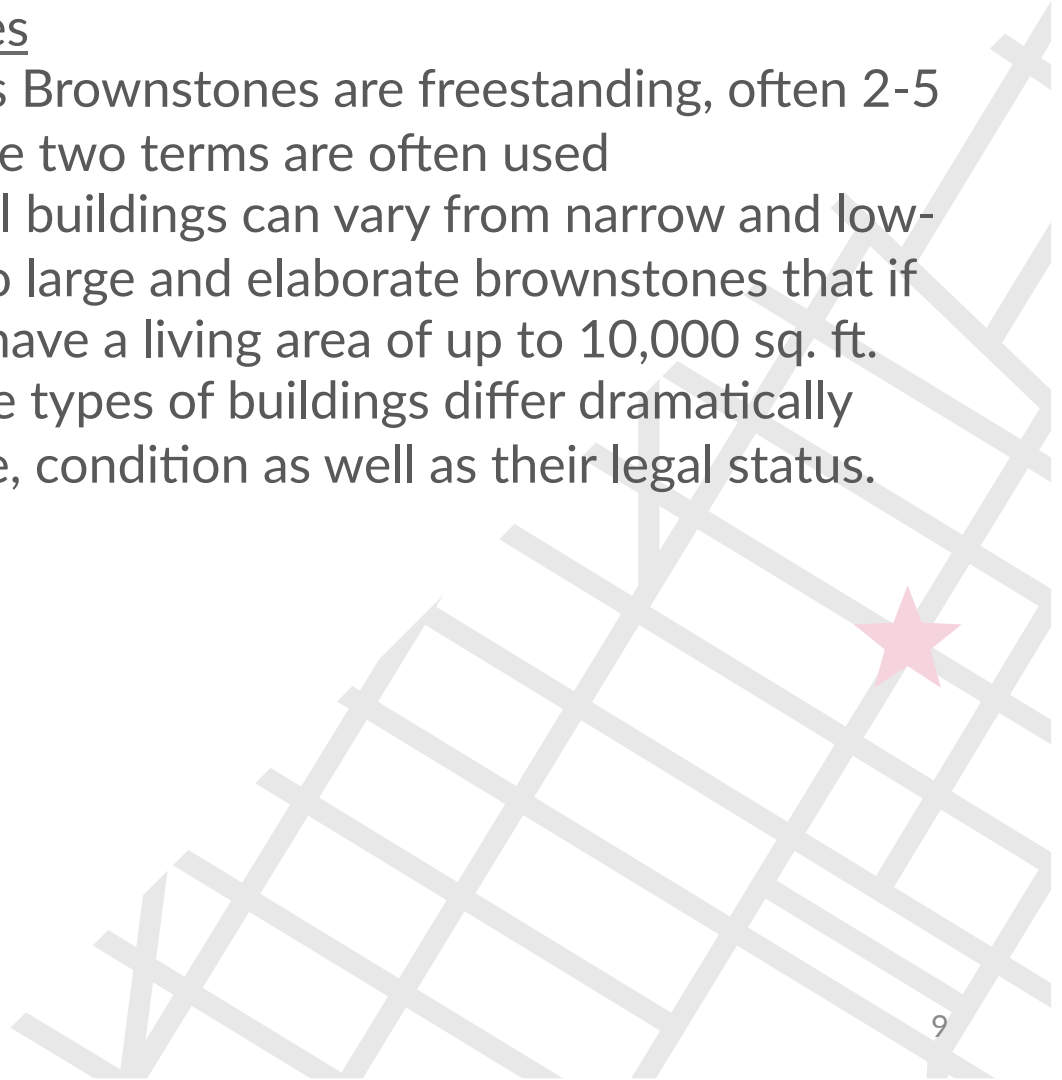 es
s Brownstones are freestanding, often 2-5
e two terms are often used
l buildings can vary from narrow and low-
o large and elaborate brownstones that if
have a living area of up to 10,000 sq. ft.
e types of buildings differ dramatically
e, condition as well as their legal status.
9